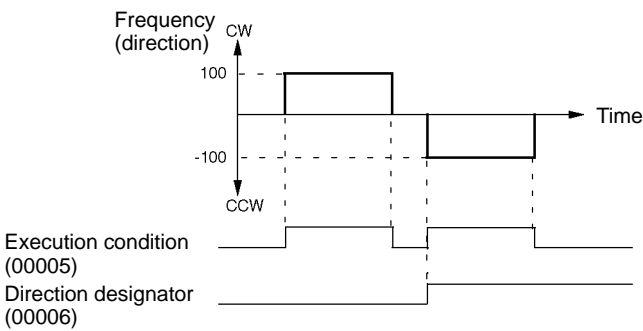 Frequency
(direction)
CW
100
Time
-100
CCW
Execution condition
(00005)
Direction designator
(00006)